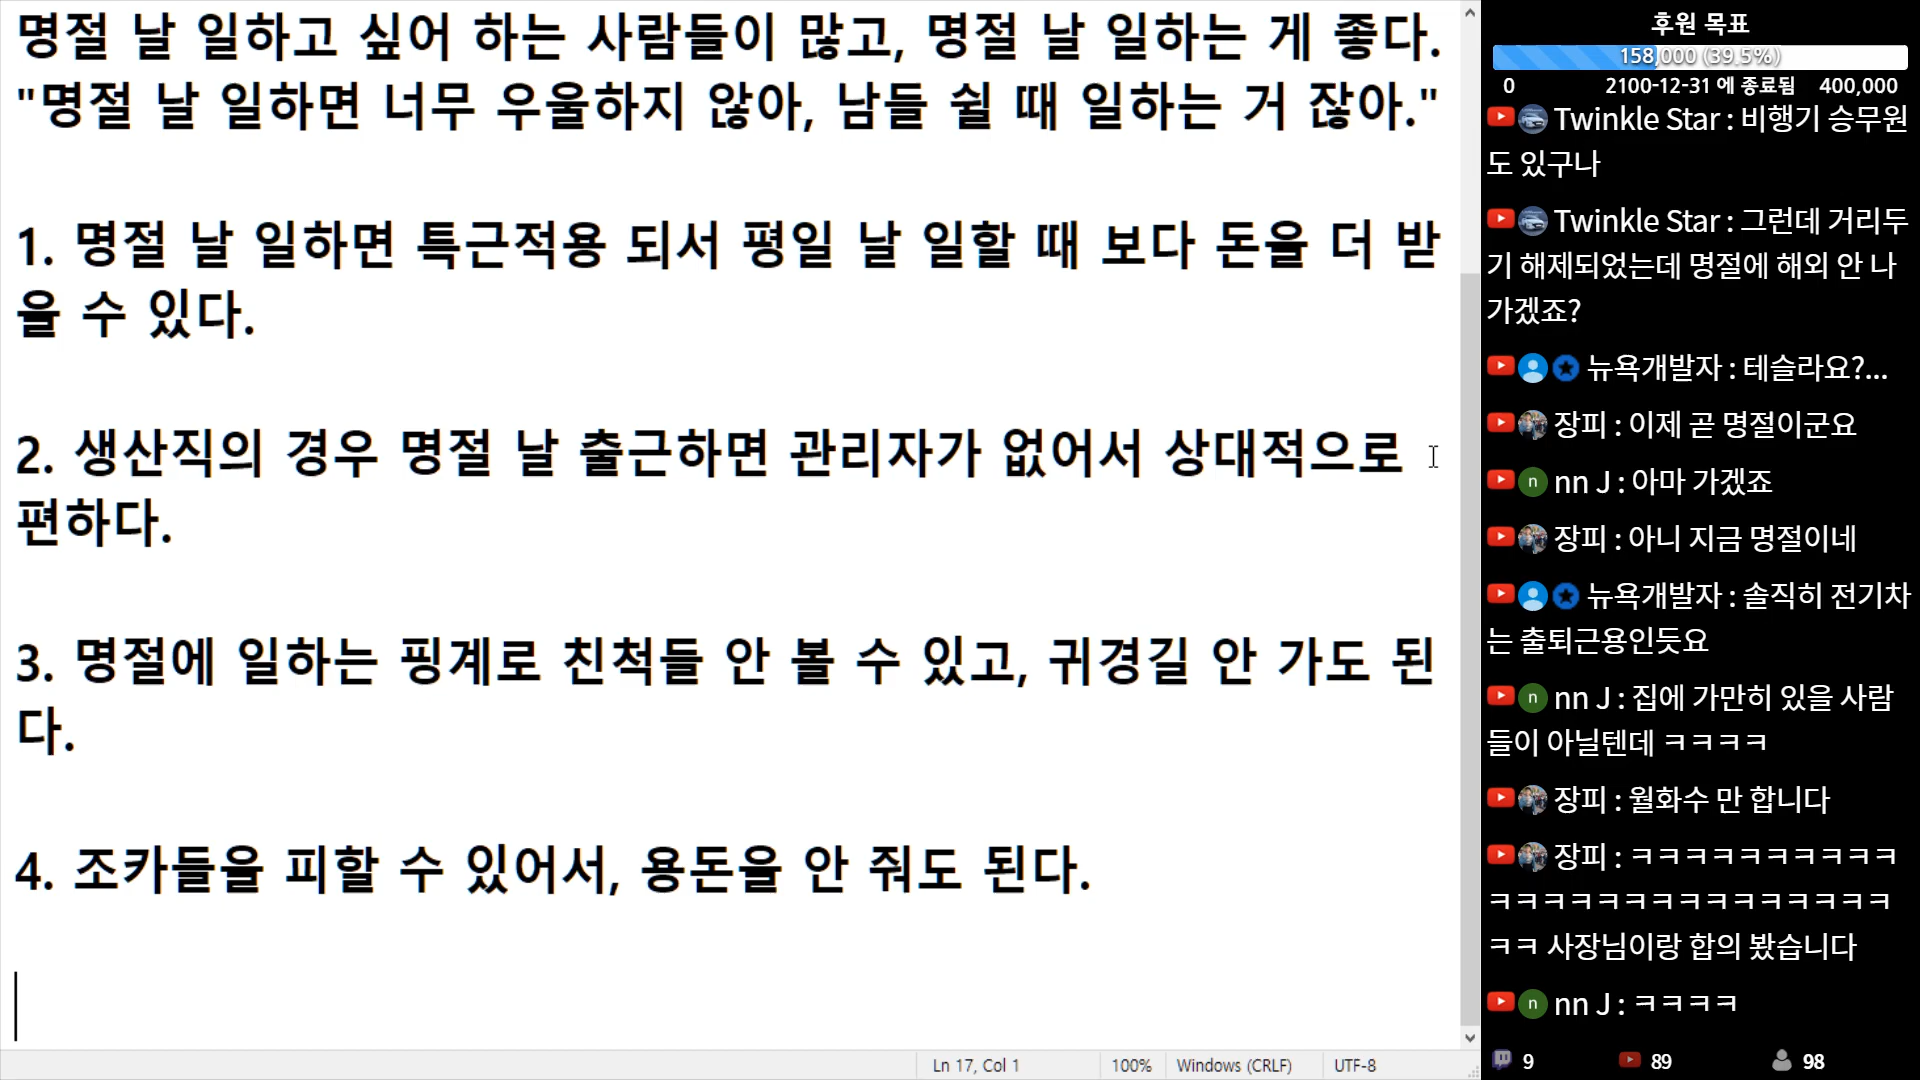 명절 날 일하고 싶어 하는 사람들이 많고, 명절 날 일하는 게 좋다.
"명절 날 일하면 너무 우울하지 않아, 남들 쉴 때 일하는 거 잖아."
1. 명절 날 일하면 특근적용 되서 평일 날 일할 때 보다 돈을 더 받
을 수 있다.
2. 생산직의 경우 명절 날 출근하면 관리자가 없어서 상대적으로
편하다.
3. 명절에 일하는 핑계로 친척들 안 볼 수 있고, 귀경길 안 가도 된
다.
4. 조카들을 피할 수 있어서, 용돈을 안 줘도 된다.
Ln 17, Col 1
100%
Windows (CRLF)
UTF-8
후원 목표
158,000 (39.5%)
0
2100-12-31 에 종료됨
400,000
Twinkle Star : 비행기 승무원
도 있구나
Twinkle Star : 그런데 거리두
기 해제되었는데 명절에 해외 안 나
가겠죠?
뉴욕개발자 : 테슬라요?...
장피 : 이제 곧 명절이군요
n nn J : 아마 가겠죠
장피 : 아니 지금 명절이네
뉴욕개발자 : 솔직히 전기차
는 출퇴근용인듯요
n nn J : 집에 가만히 있을 사람
들이 아닐텐데 ㅋㅋㅋㅋ
장피 : 월화수 만 합니다
장피 : ㅋㅋㅋㅋㅋㅋㅋㅋㅋㅋ
ㅋㅋㅋㅋㅋㅋㅋㅋㅋㅋㅋㅋㅋㅋㅋ
ㅋㅋ 사장님이랑 합의 봤습니다
n nn J : ㅋㅋㅋㅋ
9
89
98